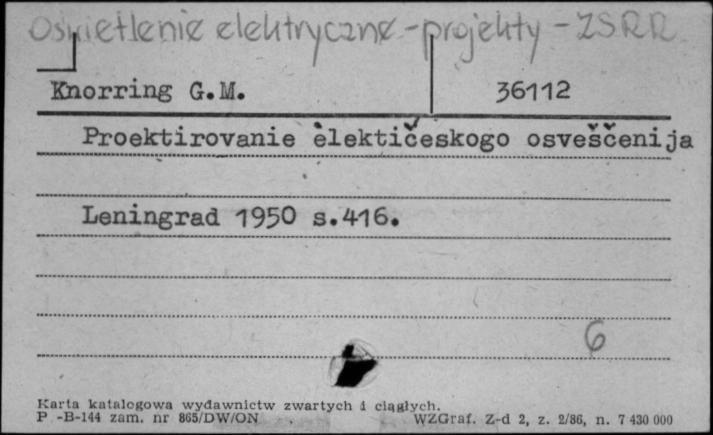 Oświetlenie elektryczne - projekty - ZSRR
Knorring G.M. 36112
Proektirovanie èlektičeskogo osveščenija
Leningrad 1950 s.416.
6
Karta katalogowa wydawnictw zwartych i ciągłych.
P -B-144 zam. nr 865/DW/ON WZGraf. Z-d 2, z. 2/86, n. 7 430 000